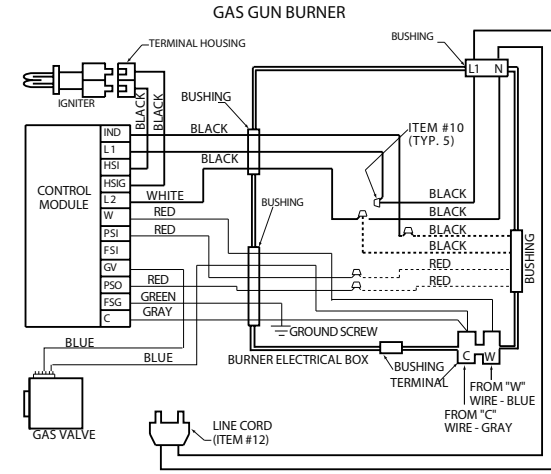 GAS GUN BURNER
TERMINAL HOUSING
BUSHING
L1 N
IGNITER
BLACK
BLACK
BUSHING
IND
BLACK
ITEM #10
(TYP. 5)
L1
HSI
BLACK
HSIG
CONTROL
MODULE
L2
WHITE
BLACK
W
RED
BUSHING
BLACK
PSI
RED
BLACK
FSI
BLACK
BUSHING
GV
RED
PSO
RED
RED
FSG
GREEN
C
GRAY
GROUND SCREW
BLUE
BLUE
BURNER ELECTRICAL BOX
BUSHING
TERMINAL
C W
FROM "W"
WIRE - BLUE
FROM "C"
WIRE - GRAY
GAS VALVE
LINE CORD
(ITEM #12)